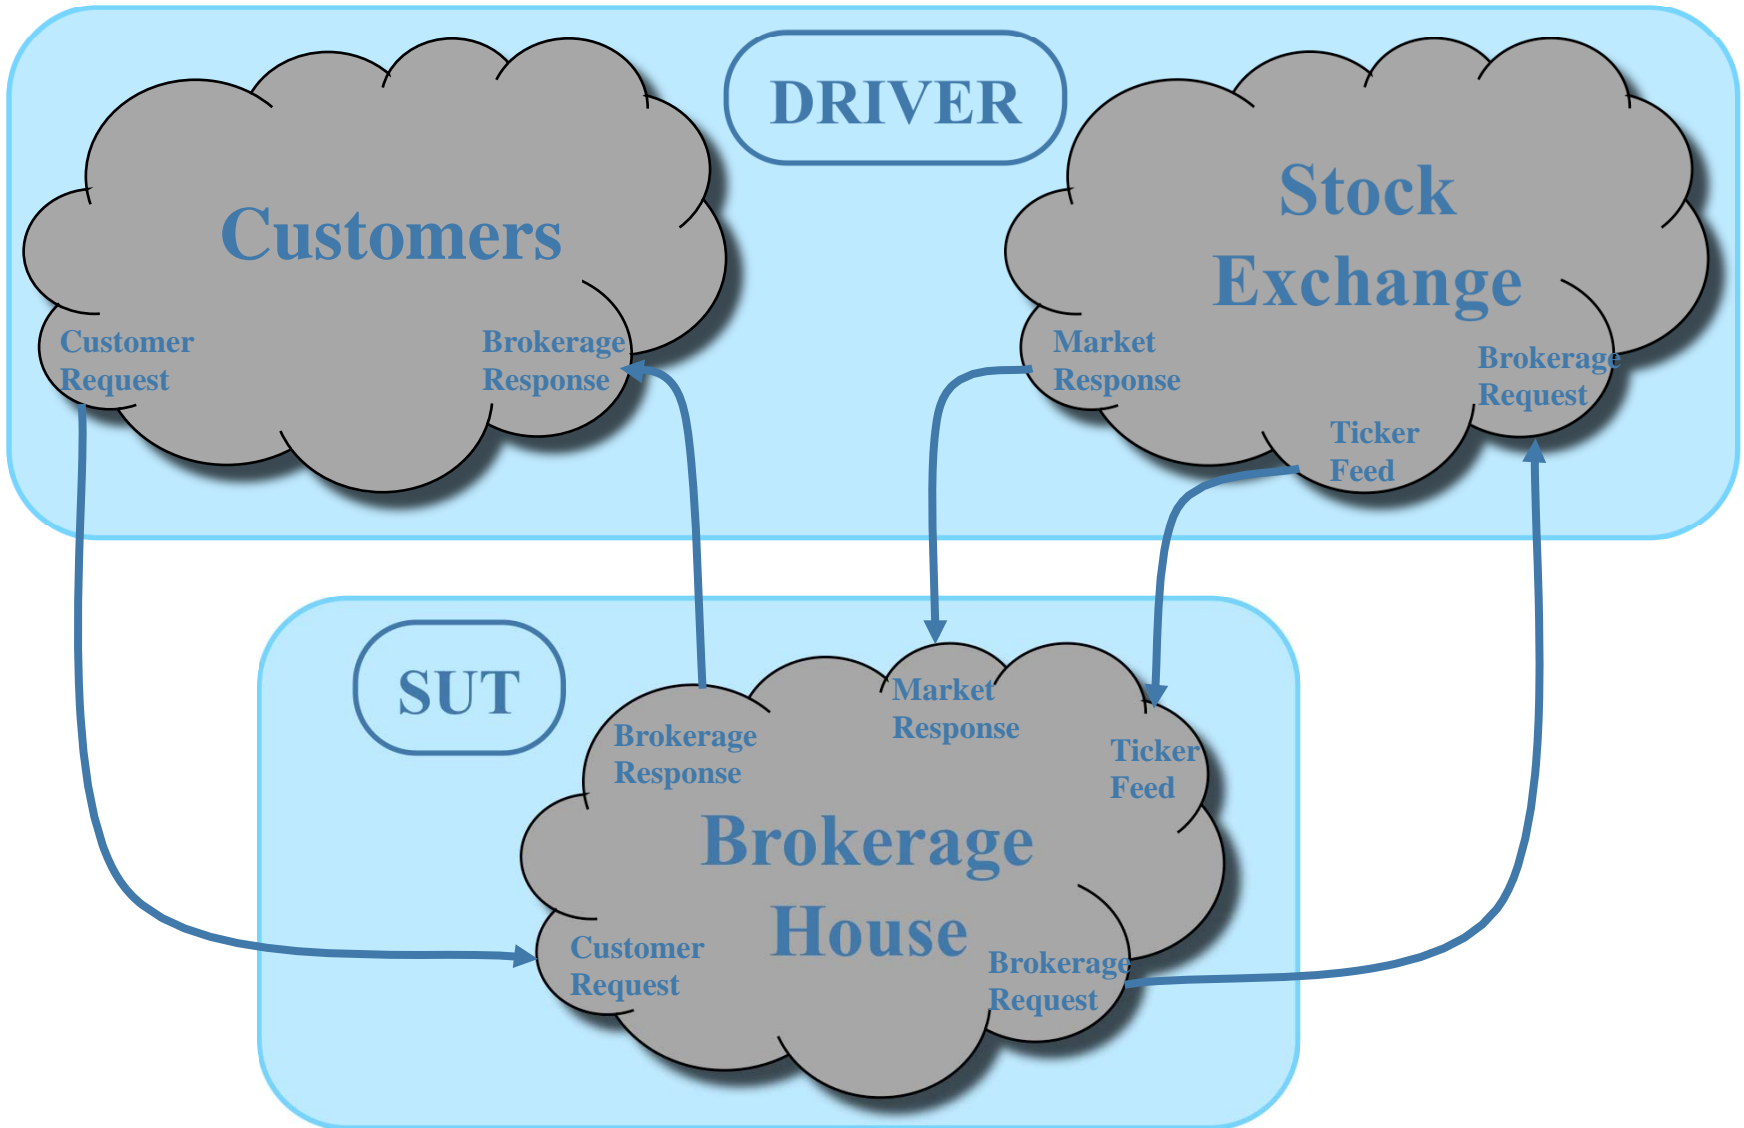 DRIVER
Customers
Customer
Request
Brokerage
Response
Stock
Exchange
Market
Response
Brokerage
Request
Ticker
Feed
SUT
Brokerage
Response
Market
Response
Ticker
Feed
Brokerage
House
Customer
Request
Brokerage
Request